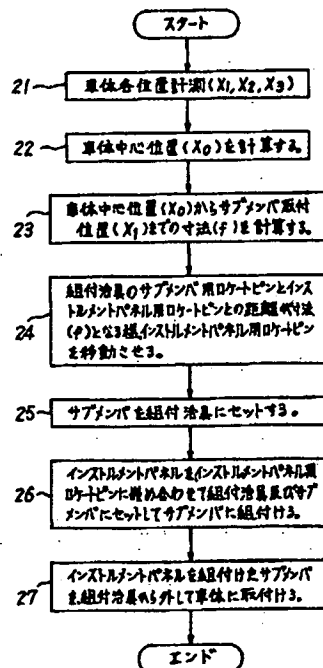 スタート
21
車体各位置計測(X1,X2,X3)
22
車体中心位置(X0)を計算する。
23
車体中心位置(X0)からサブメンバ取付
位置(X1)までの寸法(f)を計算する。
24
組付治具のサブメンバ用ロケートピンとインス
トルメントパネル用ロケートピンとの距離が寸法
(f)となる様、インストルメントパネル用ロケートピン
を移動させる。
25
サブメンバを組付治具にセットする。
26
インストルメントパネルを、インストルメントパネル用
ロケートピンに嵌め合わせて組付治具及びサブ
メンバにセットしてサブメンバに組付ける。
27
インストルメントパネルを組付けたサブメンバ
を、組付治具から外して車体に取付ける。
エンド